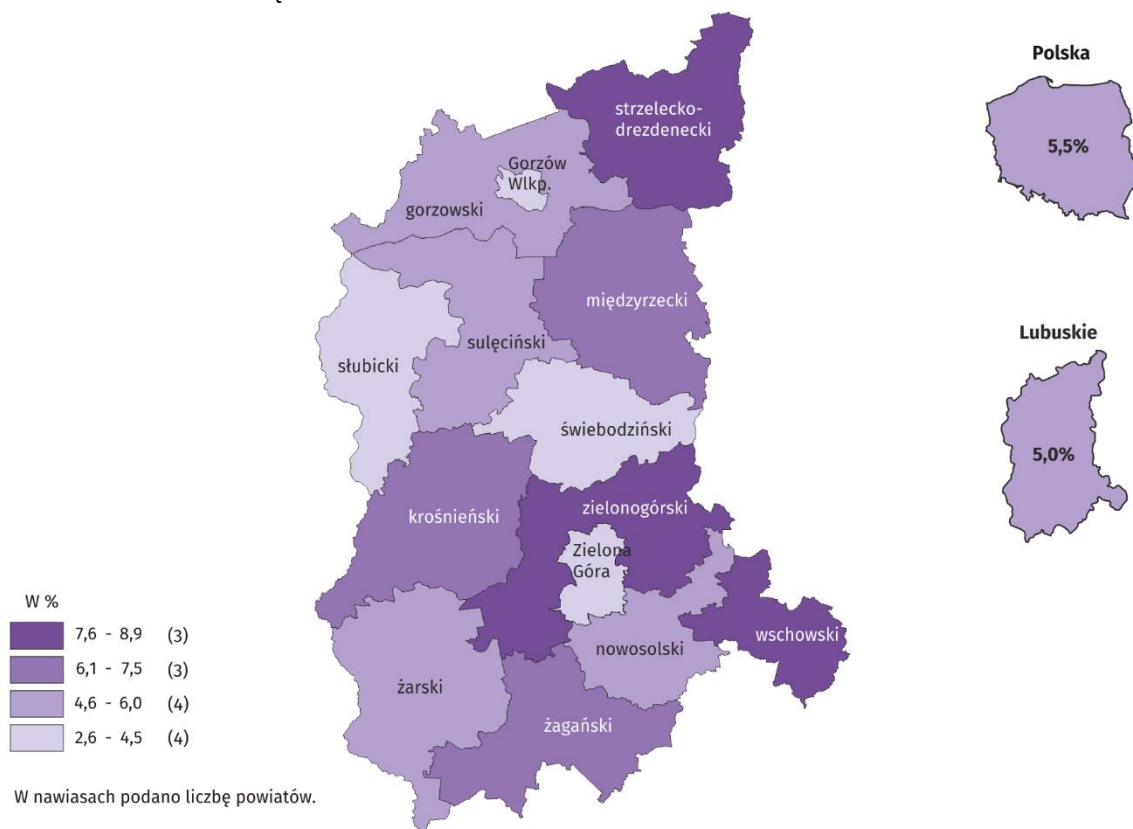 Polska
5,5%
Lubuskie
5,0%
strzelecko-
drezdenecki
Gorzów
Wlkp.
gorzowski
międzyrzecki
sulęciński
słubicki
świebodziński
zielonogórski
krośnieński
Zielona
Góra
wschowski
nowosolski
żarski
żagański
W %
7,6 - 8,9 (3)
6,1 - 7,5 (3)
4,6 - 6,0 (4)
2,6 - 4,5 (4)
W nawiasach podano liczbę powiatów.